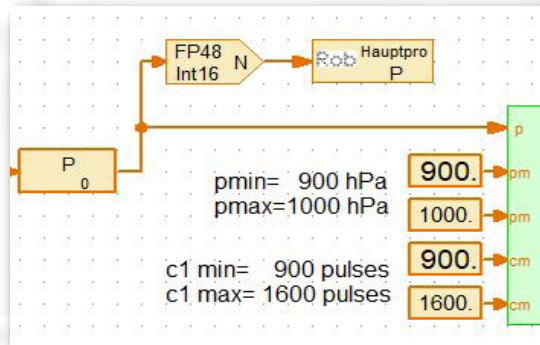 FP48
Int16 N
Rob Hauptpro
P
p
P
0
pmin= 900 hPa
pmax=1000 hPa
900.
pm
1000.
pm
c1 min= 900 pulses
c1 max= 1600 pulses
900.
cm
1600.
cm